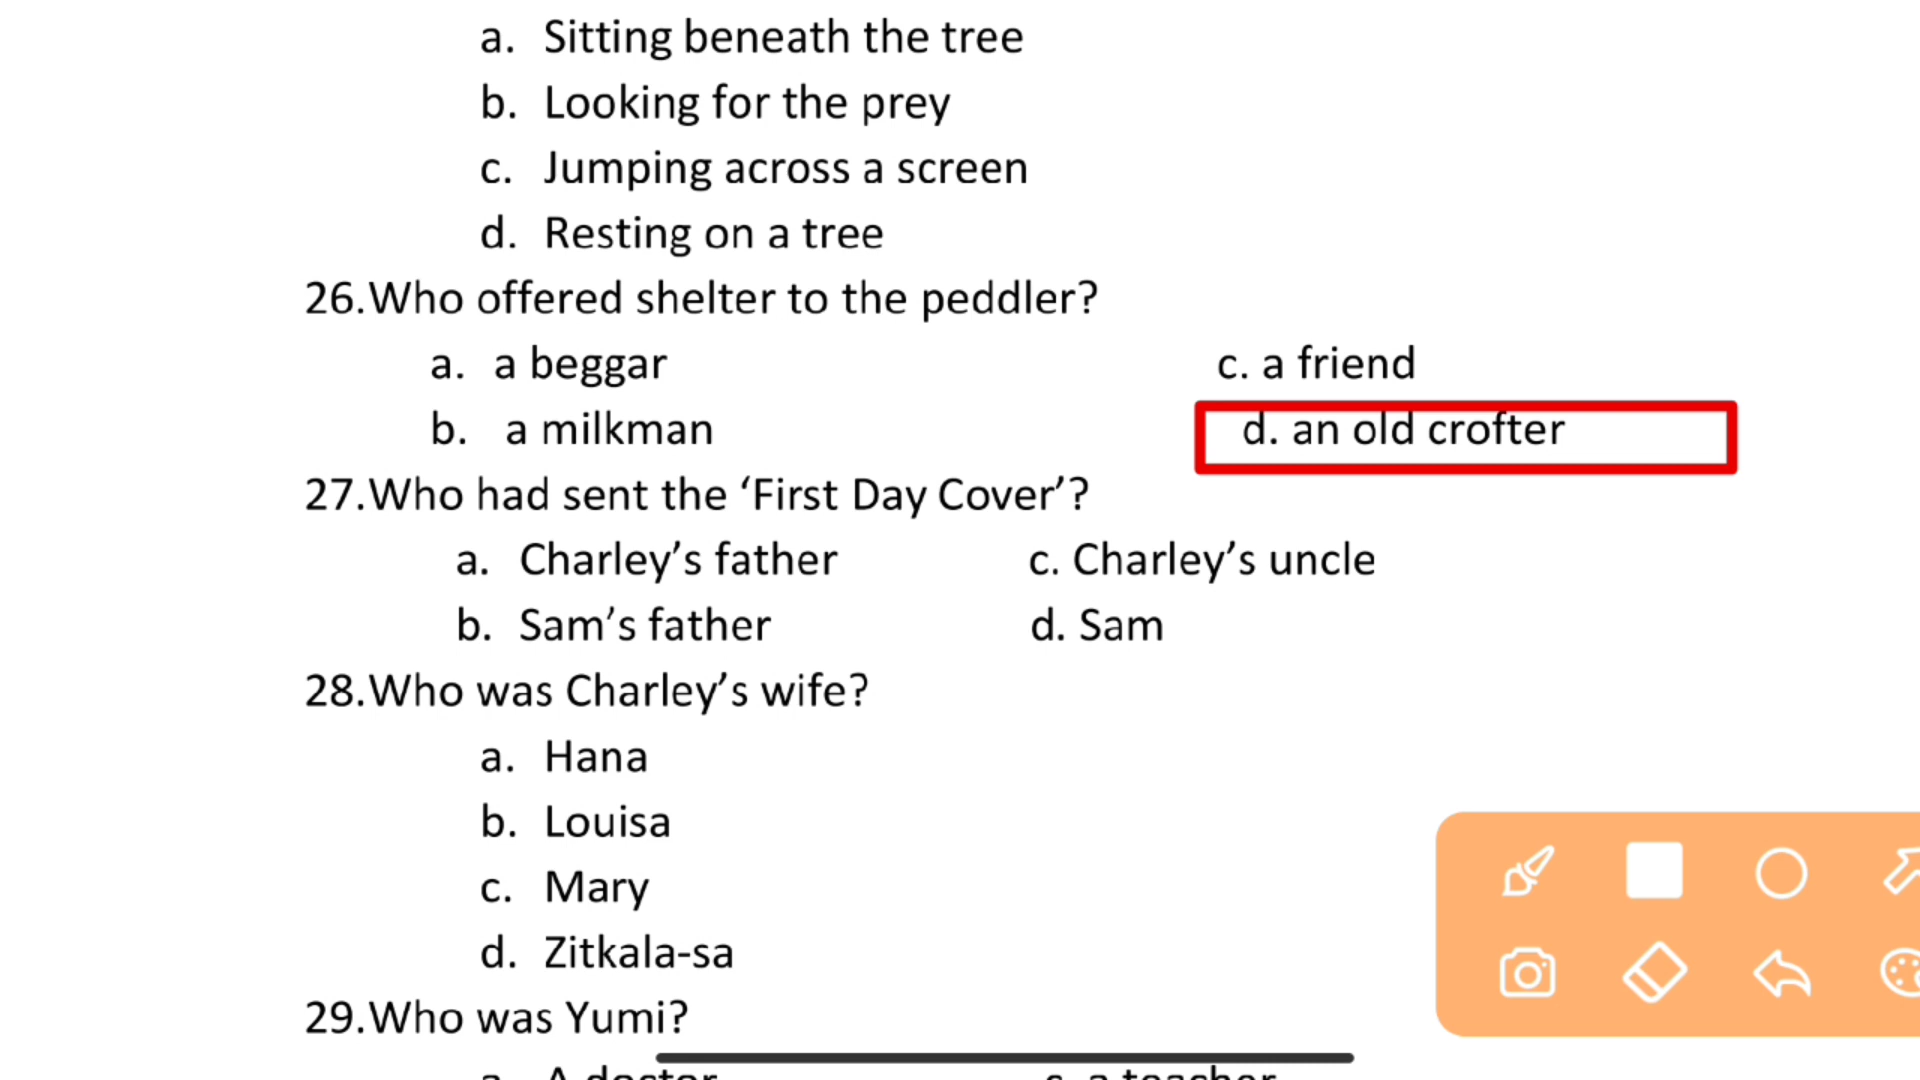 a. Sitting beneath the tree
b. Looking for the prey
c. Jumping across a screen
d. Resting on a tree
26.Who offered shelter to the peddler?
a. a beggar c. a friend
b. a milkman d. an old crofter
27.Who had sent the ‘First Day Cover’?
a. Charley’s father c. Charley’s uncle
b. Sam’s father d. Sam
28.Who was Charley’s wife?
a. Hana
b. Louisa
c. Mary
d. Zitkala-sa
29.Who was Yumi?
a. A doctor c. a teacher